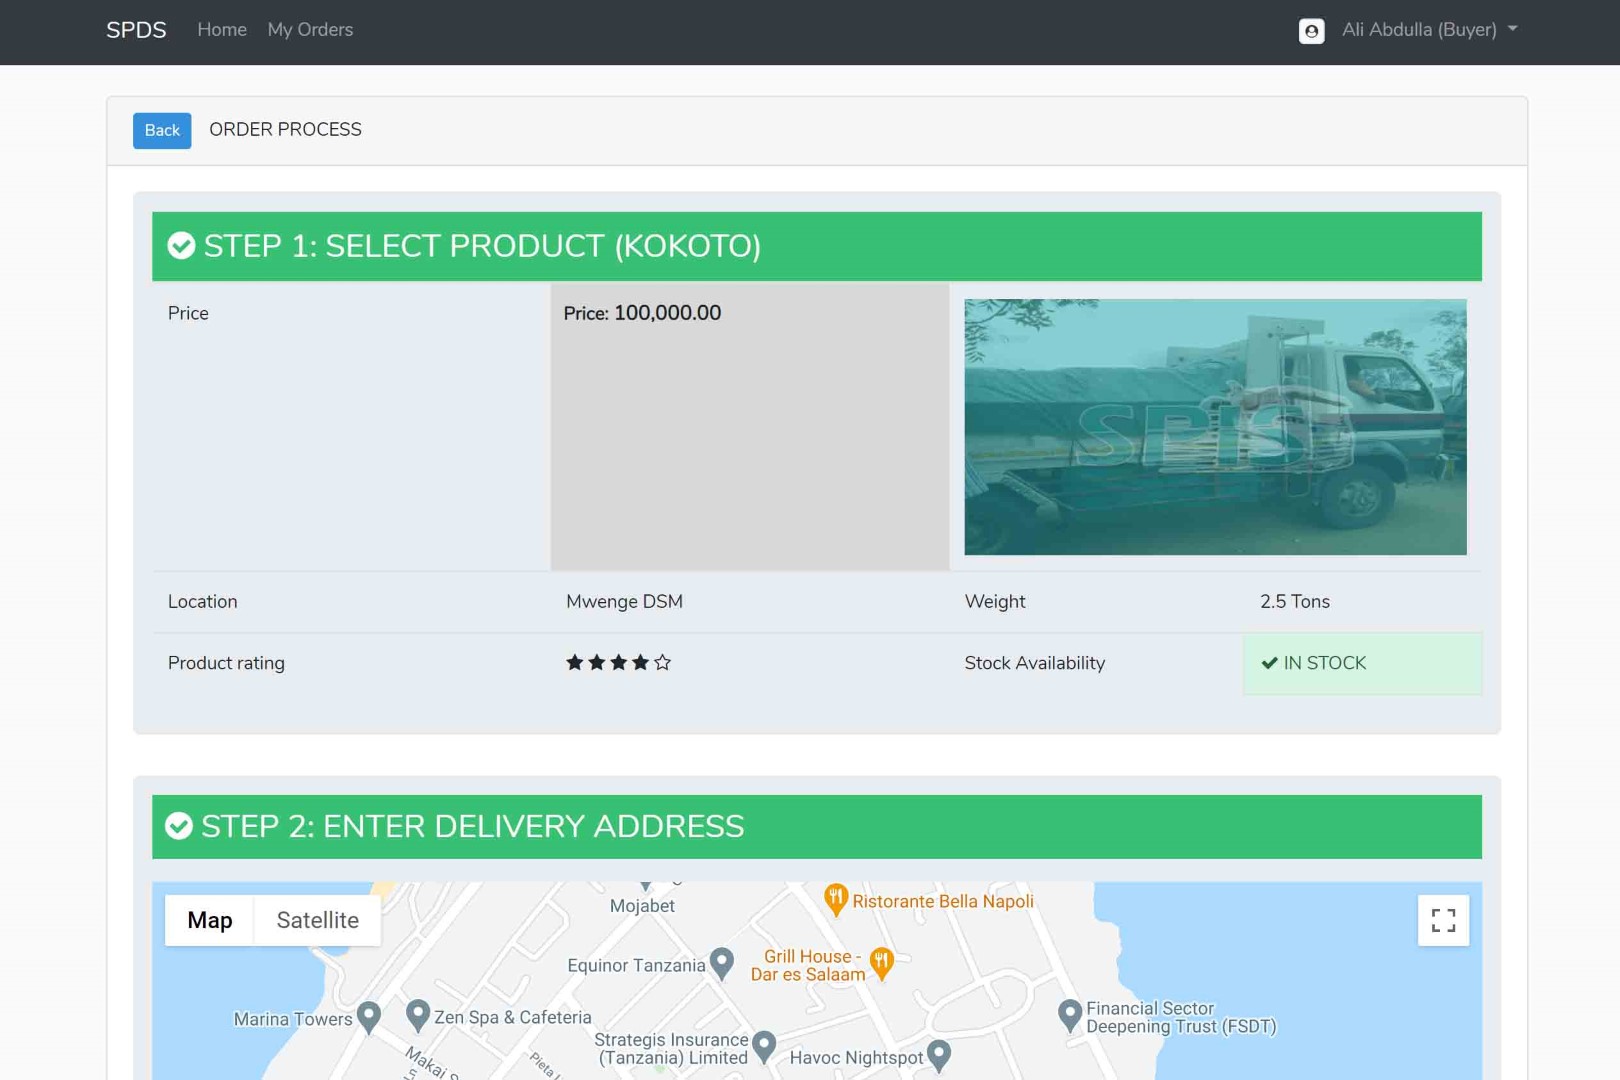 SPDS Home My Orders Ali Abdulla (Buyer)
Back ORDER PROCESS
STEP 1: SELECT PRODUCT (KOKOTO)
Price Price: 100,000.00
SPIS
Location Mwenge DSM Weight 2.5 Tons
Product rating Stock Availability IN STOCK
STEP 2: ENTER DELIVERY ADDRESS
Map Satellite
Mojabet
Ristorante Bella Napoli
Equinor Tanzania
Grill House -
Dar es Salaam
Marina Towers
Zen Spa & Cafeteria
Financial Sector
Deepening Trust (FSDT)
Strategis Insurance
(Tanzania) Limited
Havoc Nightspot
Makai
Pieta